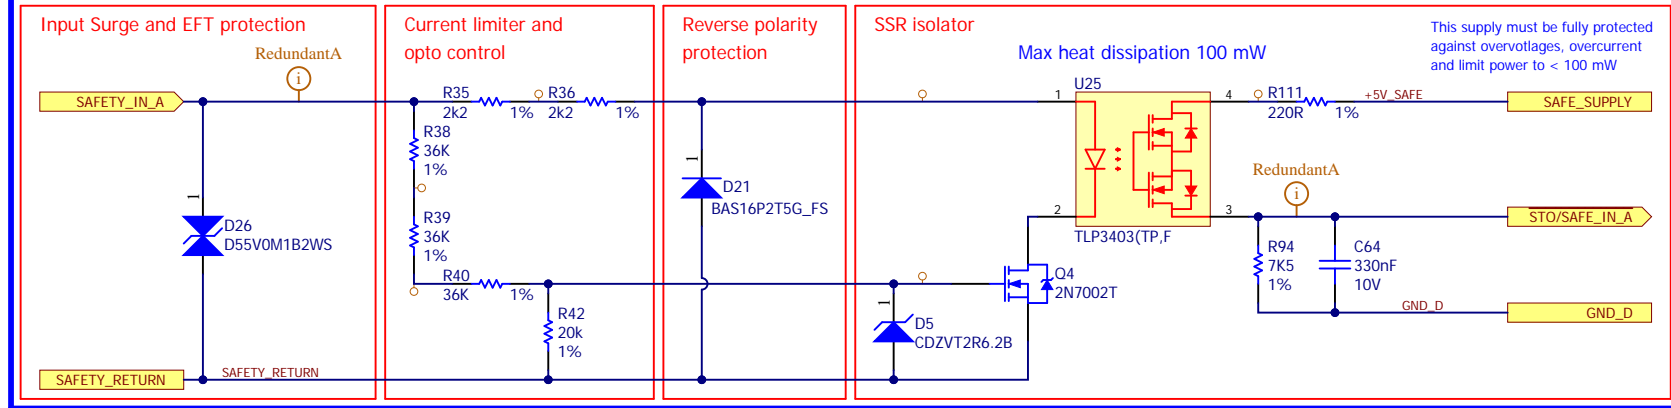 Input Surge and EFT protection
RedundantA
i
SAFETY_IN_A
1
D26
D55V0M1B2WS
SAFETY_RETURN
SAFETY_RETURN
Current limiter and
opto control
R35
2k2
1%
R36
2k2
1%
R38
36K
1%
R39
36K
1%
R40
36K
1%
R42
20k
1%
Reverse polarity
protection
1
D21
BAS16P2T5G_FS
SSR isolator
Max heat dissipation 100 mW
This supply must be fully protected
against overvotlages, overcurrent
and limit power to < 100 mW
U25
1
2
4
3
TLP3403(TP,F
R111
220R
1%
+5V_SAFE
SAFE_SUPPLY
RedundantA
i
STO/SAFE_IN_A
R94
7K5
1%
C64
330nF
10V
GND_D
GND_D
Q4
2N7002T
1
D5
CDZVT2R6.2B